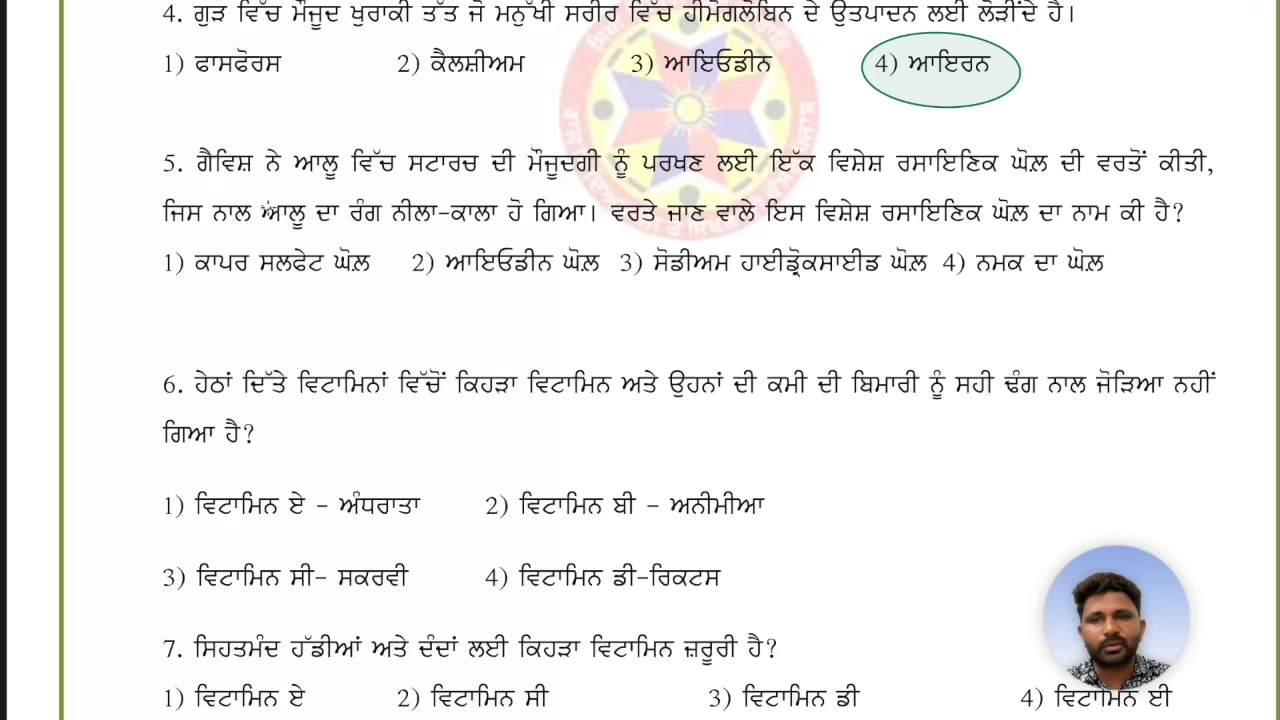 4. ਗੁੜ ਵਿੱਚ ਮੌਜੂਦ ਖੁਰਾਕੀ ਤੱਤ ਜੋ ਮਨੁੱਖੀ ਸਰੀਰ ਵਿੱਚ ਹੀਮੋਗਲੋਬਿਨ ਦੇ ਉਤਪਾਦਨ ਲਈ ਲੋੜੀਂਦੇ ਹੈ।
1) ਫਾਸਫੋਰਸ 2) ਕੈਲਸ਼ੀਅਮ 3) ਆਇਓਡੀਨ 4) ਆਇਰਨ
5. ਗੈਵਿਸ਼ ਨੇ ਆਲੂ ਵਿੱਚ ਸਟਾਰਚ ਦੀ ਮੌਜੂਦਗੀ ਨੂੰ ਪਰਖਣ ਲਈ ਇੱਕ ਵਿਸ਼ੇਸ਼ ਰਸਾਇਣਿਕ ਘੋਲ਼ ਦੀ ਵਰਤੋਂ ਕੀਤੀ,
ਜਿਸ ਨਾਲ ਆਲੂ ਦਾ ਰੰਗ ਨੀਲਾ-ਕਾਲਾ ਹੋ ਗਿਆ। ਵਰਤੇ ਜਾਣ ਵਾਲੇ ਇਸ ਵਿਸ਼ੇਸ਼ ਰਸਾਇਣਿਕ ਘੋਲ਼ ਦਾ ਨਾਮ ਕੀ ਹੈ?
1) ਕਾਪਰ ਸਲਫੇਟ ਘੋਲ਼ 2) ਆਇਓਡੀਨ ਘੋਲ਼ 3) ਸੋਡੀਅਮ ਹਾਈਡ੍ਰੋਕਸਾਈਡ ਘੋਲ਼ 4) ਨਮਕ ਦਾ ਘੋਲ਼
6. ਹੇਠਾਂ ਦਿੱਤੇ ਵਿਟਾਮਿਨਾਂ ਵਿੱਚੋਂ ਕਿਹੜਾ ਵਿਟਾਮਿਨ ਅਤੇ ਉਹਨਾਂ ਦੀ ਕਮੀ ਦੀ ਬਿਮਾਰੀ ਨੂੰ ਸਹੀ ਢੰਗ ਨਾਲ ਜੋੜਿਆ ਨਹੀਂ
ਗਿਆ ਹੈ?
1) ਵਿਟਾਮਿਨ ਏ - ਅੰਧਰਾਤਾ 2) ਵਿਟਾਮਿਨ ਬੀ - ਅਨੀਮੀਆ
3) ਵਿਟਾਮਿਨ ਸੀ- ਸਕਰਵੀ 4) ਵਿਟਾਮਿਨ ਡੀ-ਰਿਕਟਸ
7. ਸਿਹਤਮੰਦ ਹੱਡੀਆਂ ਅਤੇ ਦੰਦਾਂ ਲਈ ਕਿਹੜਾ ਵਿਟਾਮਿਨ ਜ਼ਰੂਰੀ ਹੈ?
1) ਵਿਟਾਮਿਨ ਏ 2) ਵਿਟਾਮਿਨ ਸੀ 3) ਵਿਟਾਮਿਨ ਡੀ 4) ਵਿਟਾਮਿਨ ਈ